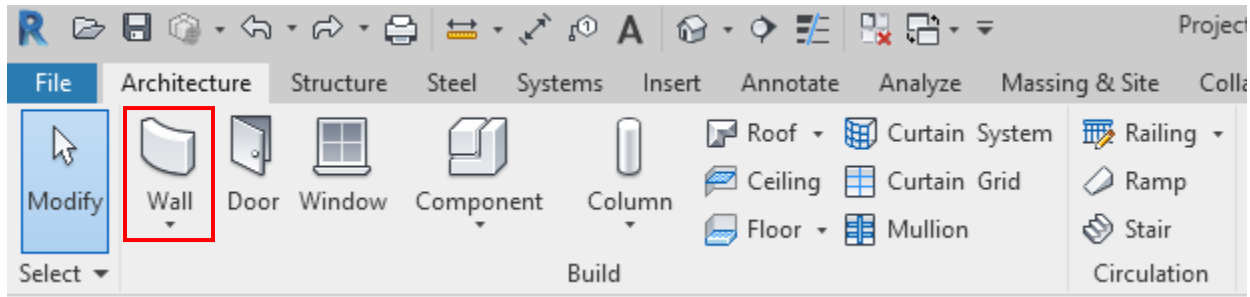 Project
File Architecture Structure Steel Systems Insert Annotate Analyze Massing & Site Colla
Modify Wall Door Window Component Column Roof Curtain System Railing
Ceiling Curtain Grid Ramp
Floor Mullion Stair
Select Build Circulation